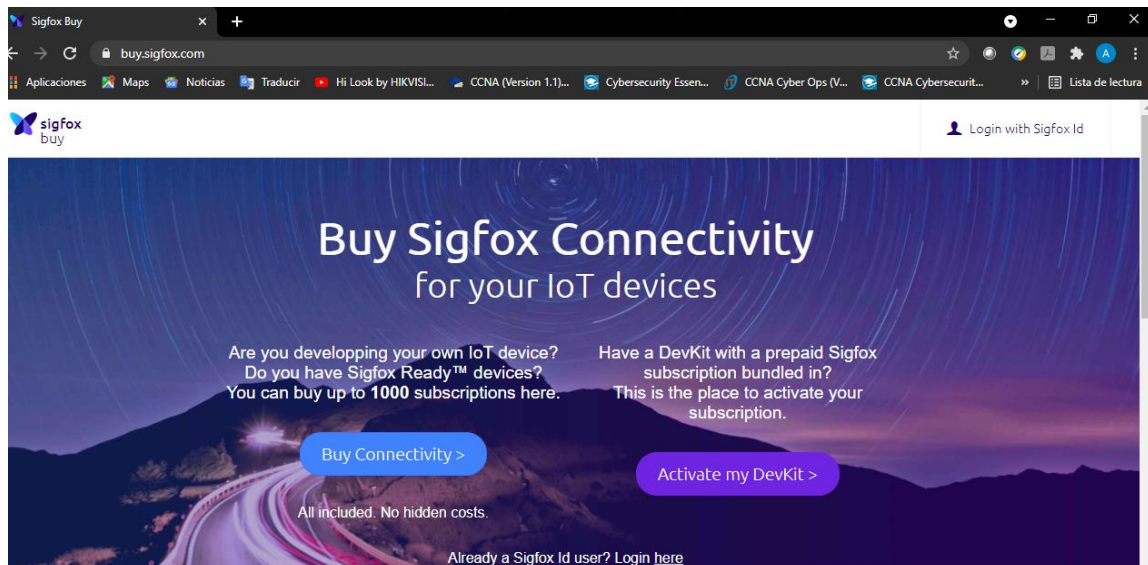 Sigfox Buy
buy.sigfox.com
A
Aplicaciones Maps Noticias Traducir Hi Look by HIKVISI... CCNA (Version 1.1)... Cybersecurity Essen... CCNA Cyber Ops (V... CCNA Cybersecurit... » Lista de lectura
sigfox
buy
Login with Sigfox Id
Buy Sigfox Connectivity
for your IoT devices
Are you developping your own IoT device?
Do you have Sigfox Ready™ devices?
You can buy up to 1000 subscriptions here.
Buy Connectivity >
All included. No hidden costs.
Have a DevKit with a prepaid Sigfox
subscription bundled in?
This is the place to activate your
subscription.
Activate my DevKit >
Already a Sigfox Id user? Login here